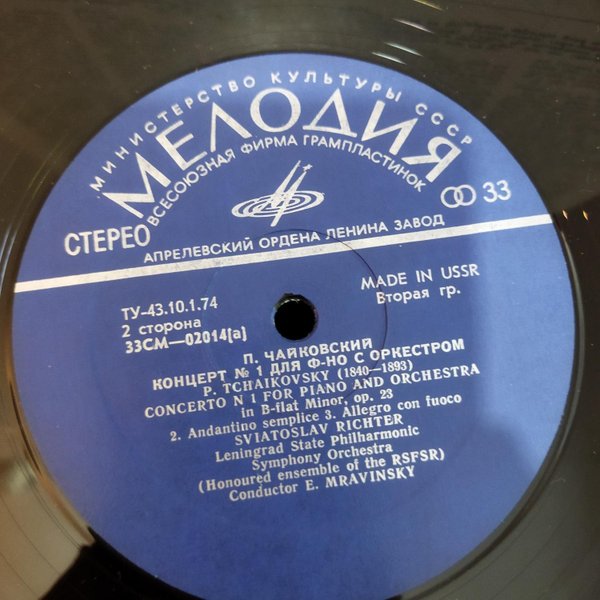 МИНИСТЕРСТВО КУЛЬТУРЫ СССР
МЕЛОДИЯ
ВСЕСОЮЗНАЯ ФИРМА ГРАМПЛАСТИНОК
СТЕРЕО
33
АПРЕЛЕВСКИЙ ОРДЕНА ЛЕНИНА ЗАВОД
ТУ-43.10.1.74
MADE IN USSR
2 сторона
Вторая гр.
33СМ—02014(а)
П. ЧАЙКОВСКИЙ
КОНЦЕРТ № 1 ДЛЯ Ф-НО С ОРКЕСТРОМ
P. TCHAIKOVSKY (1840—1893)
CONCERTO N 1 FOR PIANO AND ORCHESTRA
in B-flat Minor, op. 23
2. Andantino semplice 3. Allegro con fuoco
SVIATOSLAV RICHTER
Leningrad State Philharmonic
Symphony Orchestra
(Honoured ensemble of the RSFSR)
Conductor E. MRAVINSKY